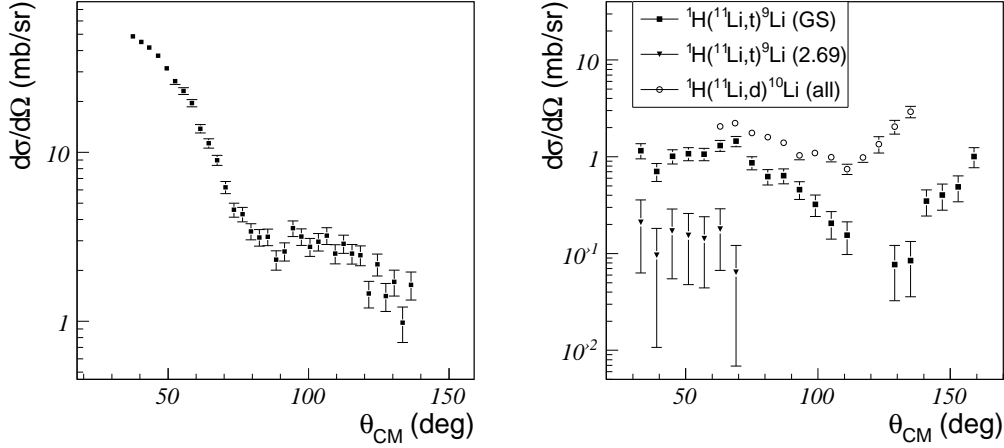 dσ/dΩ (mb/sr)
10
1
50
100
150
θCM (deg)
dσ/dΩ (mb/sr)
¹H(¹¹Li,t)⁹Li (GS)
¹H(¹¹Li,t)⁹Li (2.69)
¹H(¹¹Li,d)¹⁰Li (all)
10
1
10›1
10›2
50
100
150
θCM (deg)